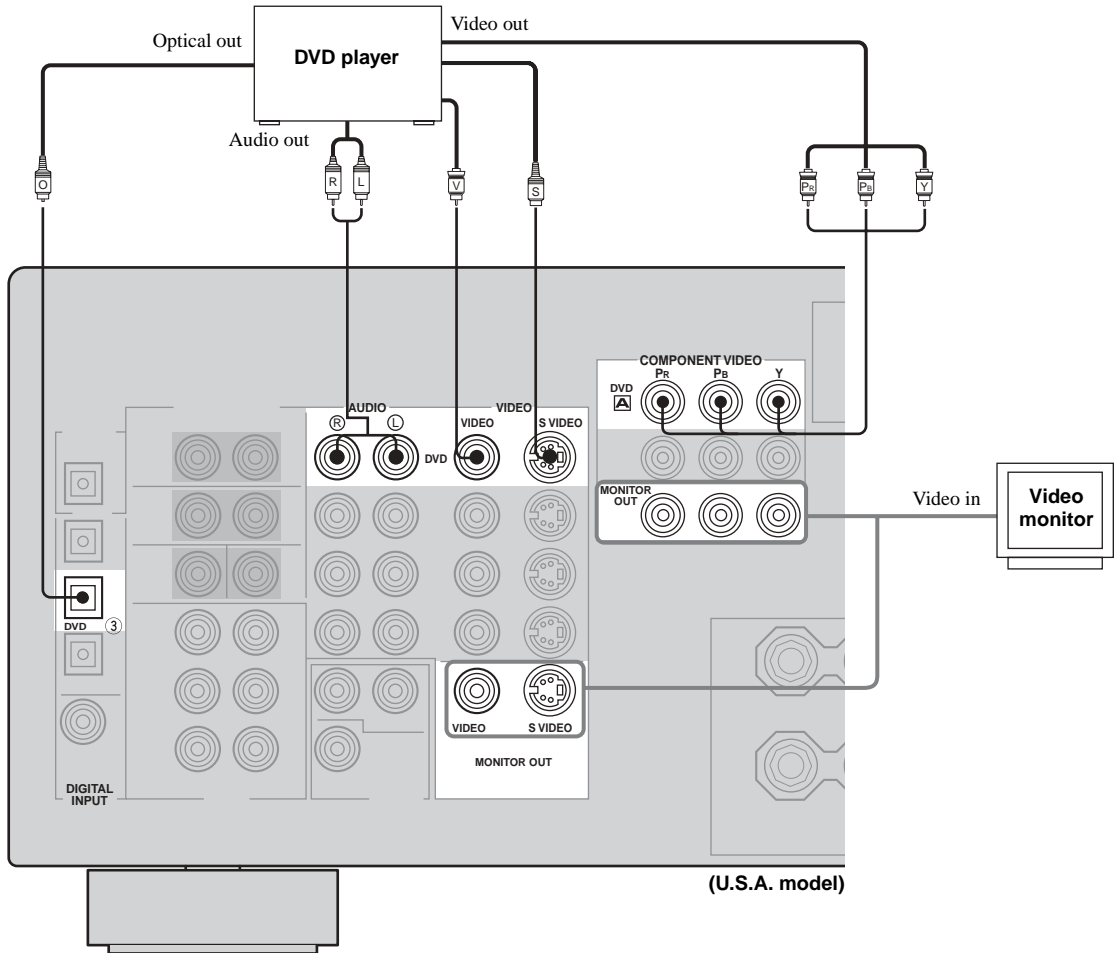 Video out
Optical out
DVD player
Audio out
O
R L
V
S
PR PB Y
COMPONENT VIDEO
PR PB Y
DVD
A
AUDIO
VIDEO
R L
VIDEO
S VIDEO
DVD
MONITOR
OUT
Video in
Video
monitor
DVD ③
VIDEO
S VIDEO
MONITOR OUT
DIGITAL
INPUT
(U.S.A. model)